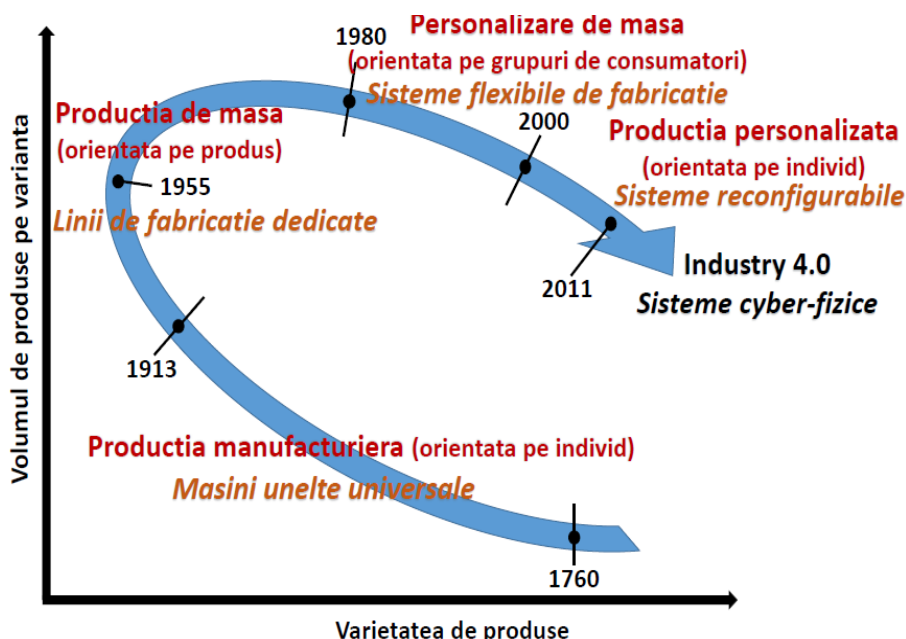 Volumul de produse pe varianta
Personalizare de masa
(orientata pe grupuri de consumatori)
Sisteme flexibile de fabricatie
1980
2000
Productia de masa
(orientata pe produs)
1955
Linii de fabricatie dedicate
Productia personalizata
(orientata pe individ)
Sisteme reconfigurabile
2011
Industry 4.0
Sisteme cyber-fizice
1913
Productia manufacturiera (orientata pe individ)
Masini unelte universale
1760
Varietatea de produse